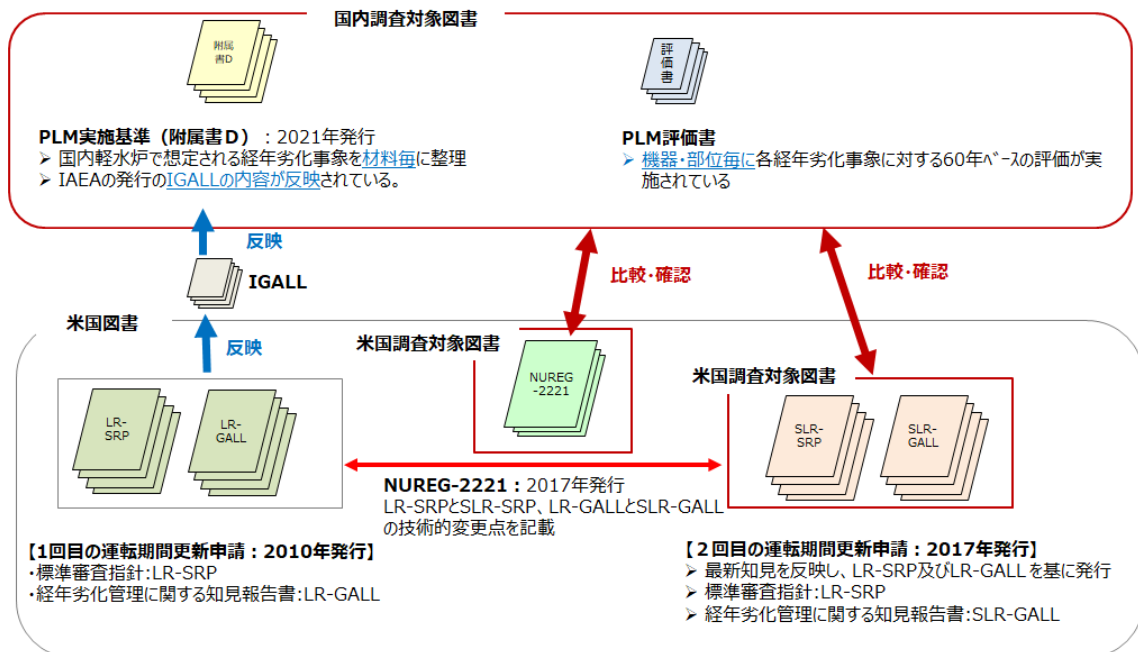 国内調査対象図書
附属
書D
評
価
書
PLM実施基準（附属書D）：2021年発行
➢ 国内軽水炉で想定される経年劣化事象を材料毎に整理
➢ IAEAの発行のIGALLの内容が反映されている。
PLM評価書
➢ 機器・部位毎に各経年劣化事象に対する60年ﾍﾞｰｽの評価が実
施されている
反映
IGALL
比較・確認
比較・確認
米国図書
反映
米国調査対象図書
NUREG
-2221
米国調査対象図書
LR-
SRP
LR-
GALL
SLR-
SRP
SLR-
GALL
NUREG-2221：2017年発行
LR-SRPとSLR-SRP、LR-GALLとSLR-GALL
の技術的変更点を記載
【1回目の運転期間更新申請：2010年発行】
・標準審査指針:LR-SRP
・経年劣化管理に関する知見報告書:LR-GALL
【２回目の運転期間更新申請：2017年発行】
➢ 最新知見を反映し、LR-SRP及びLR-GALLを基に発行
➢ 標準審査指針:LR-SRP
➢ 経年劣化管理に関する知見報告書:SLR-GALL